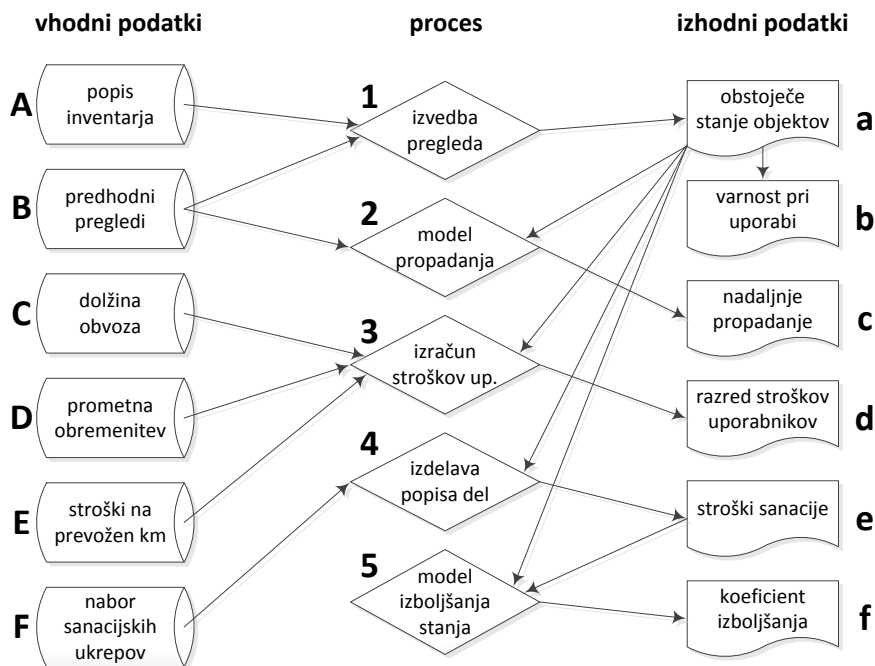 vhodni podatki
proces
izhodni podatki
A
popis
inventarja
1
izvedba
pregleda
obstoječe
stanje objektov
a
B
predhodni
pregledi
2
model
propadanja
varnost pri
uporabi
b
C
dolžina
obvoza
3
izračun
stroškov up.
nadaljnje
propadanje
c
D
prometna
obremenitev
4
izdelava
popisa del
razred stroškov
uporabnikov
d
E
stroški na
prevožen km
5
model
izboljšanja
stanja
stroški sanacije
e
F
nabor
sanacijskih
ukrepov
koeficient
izboljšanja
f